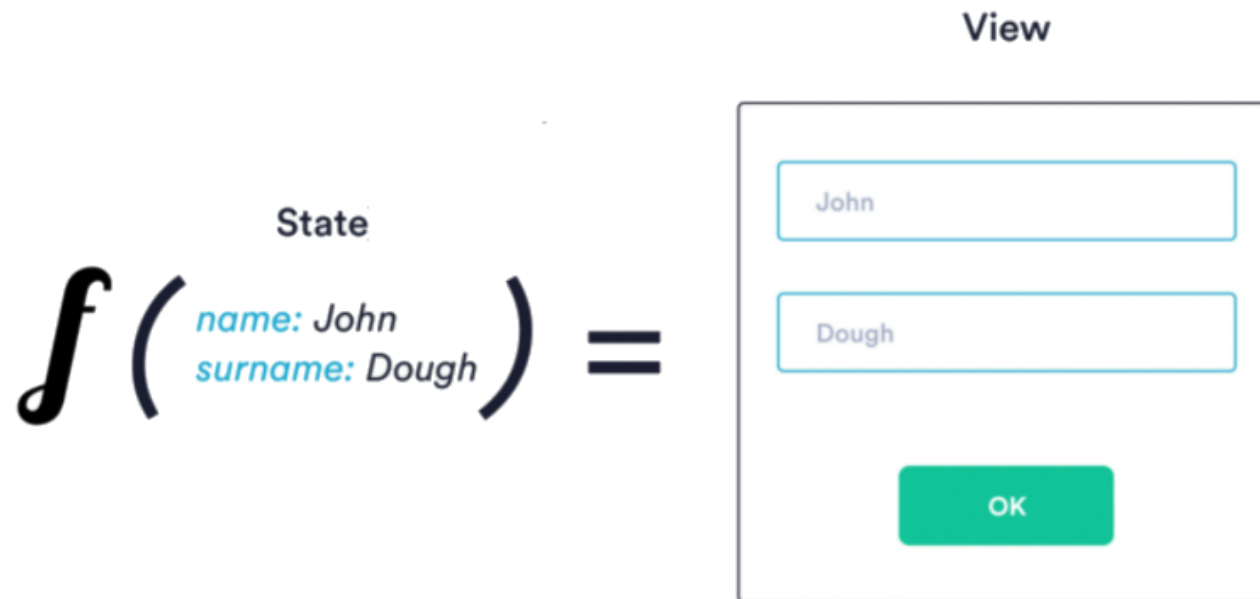 View
State
f ( name: John
surname: Dough ) =
John
Dough
OK